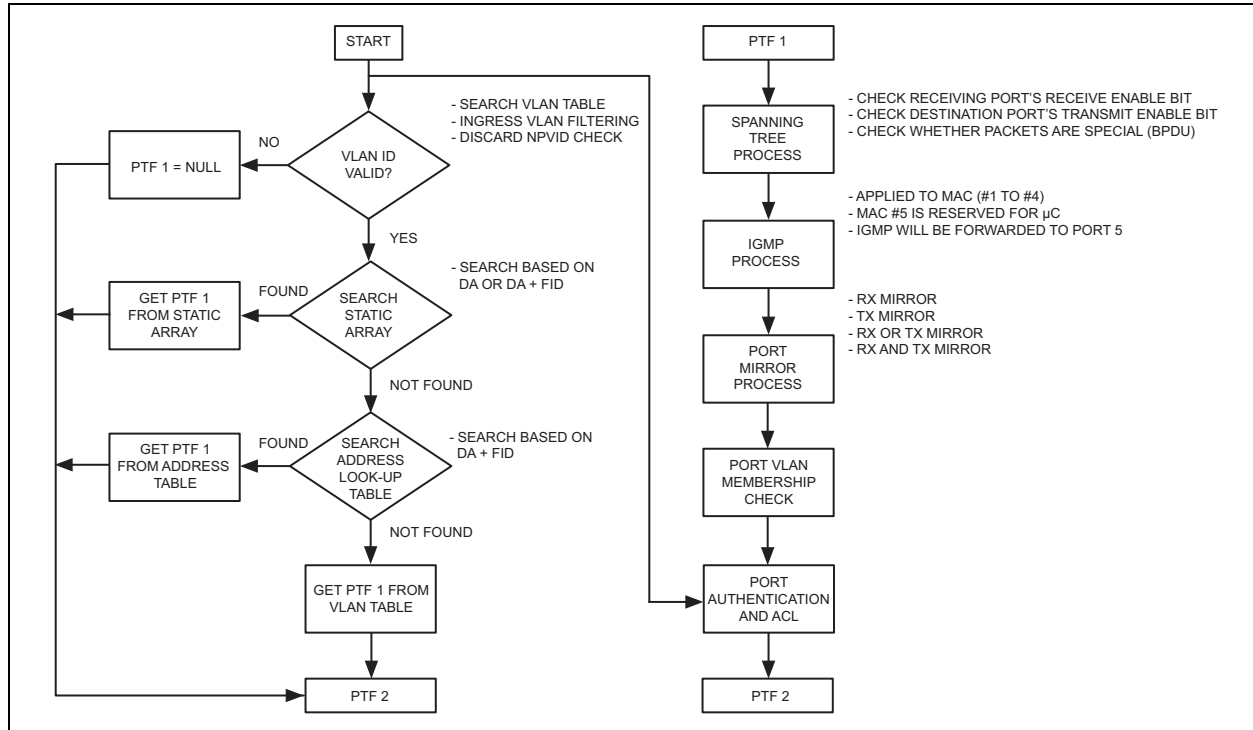 START
- SEARCH VLAN TABLE
- INGRESS VLAN FILTERING
- DISCARD NPVID CHECK
VLAN ID
VALID?
NO
PTF 1 = NULL
YES
- SEARCH BASED ON
DA OR DA + FID
SEARCH
STATIC
ARRAY
FOUND
GET PTF 1
FROM STATIC
ARRAY
NOT FOUND
- SEARCH BASED ON
DA + FID
SEARCH
ADDRESS
LOOK-UP
TABLE
FOUND
GET PTF 1
FROM ADDRESS
TABLE
NOT FOUND
GET PTF 1 FROM
VLAN TABLE
PTF 2
PTF 1
SPANNING
TREE
PROCESS
- CHECK RECEIVING PORT'S RECEIVE ENABLE BIT
- CHECK DESTINATION PORT'S TRANSMIT ENABLE BIT
- CHECK WHETHER PACKETS ARE SPECIAL (BPDU)
IGMP
PROCESS
- APPLIED TO MAC (#1 TO #4)
- MAC #5 IS RESERVED FOR µC
- IGMP WILL BE FORWARDED TO PORT 5
PORT
MIRROR
PROCESS
- RX MIRROR
- TX MIRROR
- RX OR TX MIRROR
- RX AND TX MIRROR
PORT VLAN
MEMBERSHIP
CHECK
PORT
AUTHENTICATION
AND ACL
PTF 2